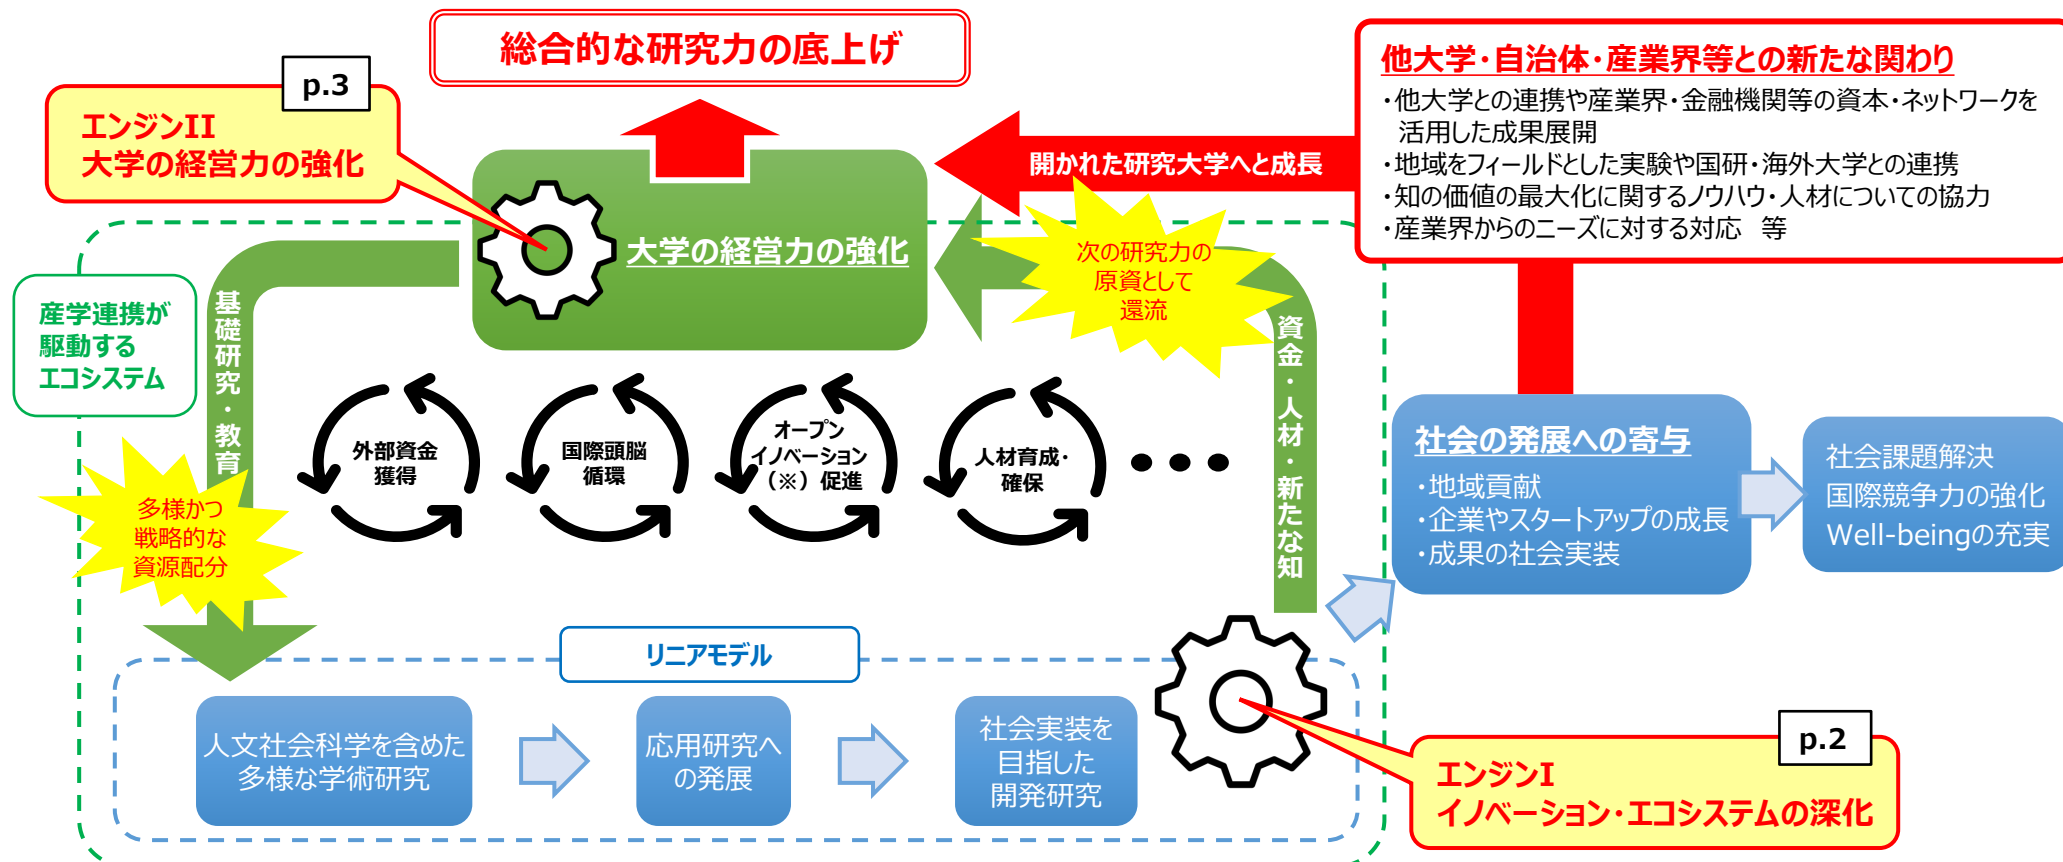 総合的な研究力の底上げ
p.3
エンジンII
大学の経営力の強化
他大学・自治体・産業界等との新たな関わり
・他大学との連携や産業界・金融機関等の資本・ネットワークを
活用した成果展開
・地域をフィールドとした実験や国研・海外大学との連携
・知の価値の最大化に関するノウハウ・人材についての協力
・産業界からのニーズに対する対応　等
開かれた研究大学へと成長
大学の経営力の強化
次の研究力の
原資として
還流
産学連携が
駆動する
エコシステム
基礎研究・教育
資金・人材・新たな知
外部資金
獲得
国際頭脳
循環
オープン
イノベーション
（※）促進
人材育成・
確保
●●●
多様かつ
戦略的な
資源配分
社会の発展への寄与
・地域貢献
・企業やスタートアップの成長
・成果の社会実装
社会課題解決
国際競争力の強化
Well-beingの充実
リニアモデル
人文社会科学を含めた
多様な学術研究
応用研究へ
の発展
社会実装を
目指した
開発研究
p.2
エンジンI
イノベーション・エコシステムの深化